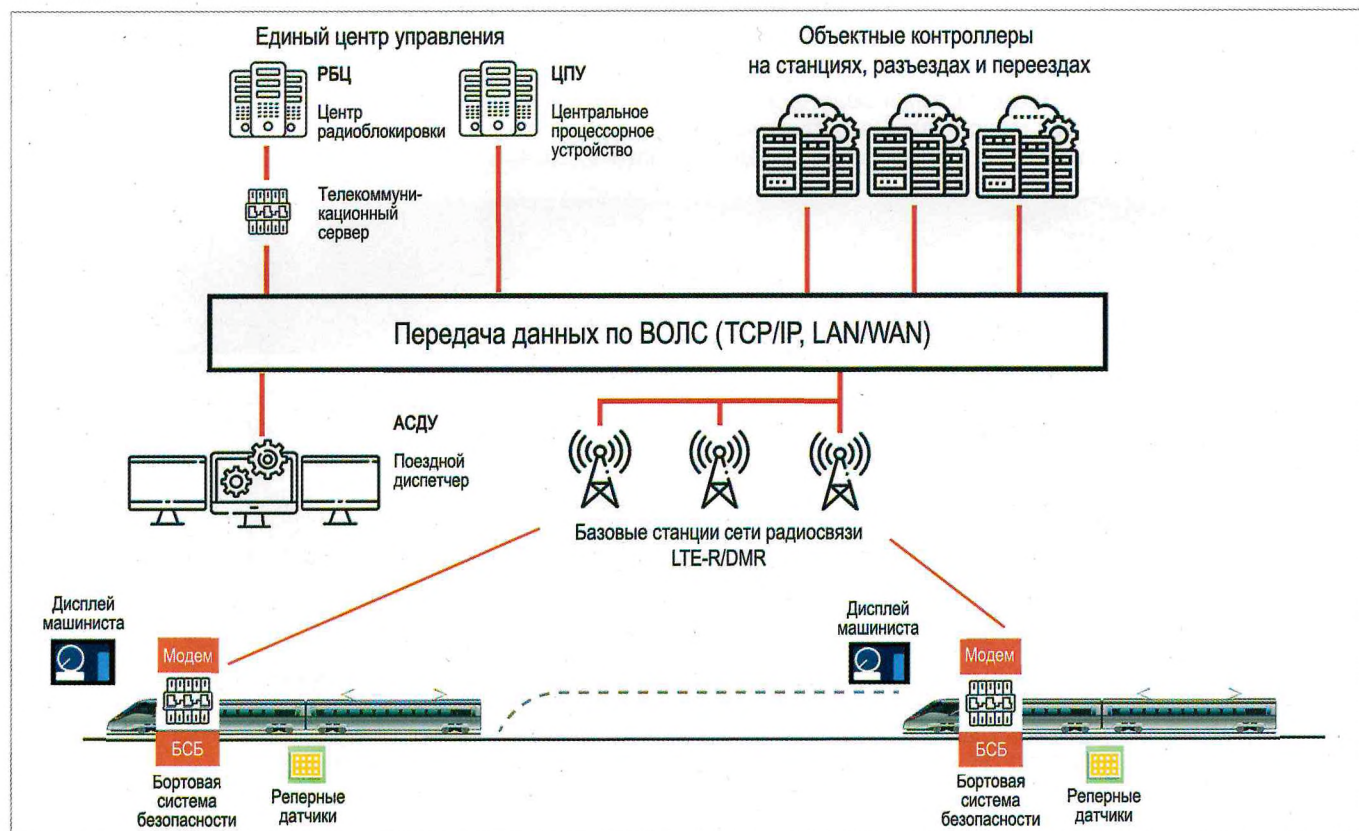 Единый центр управления
РБЦ
Центр
радиоблокировки
ЦПУ
Центральное
процессорное
устройство
Объектные контроллеры
на станциях, разъездах и переездах
Телекоммуни-
кационный
сервер
Передача данных по ВОЛС (TCP/IP, LAN/WAN)
АСДУ
Поездной
диспетчер
Базовые станции сети радиосвязи
LTE-R/DMR
Дисплей
машиниста
Модем
БСБ
Бортовая
система
безопасности
Реперные
датчики
Дисплей
машиниста
Модем
БСБ
Бортовая
система
безопасности
Реперные
датчики